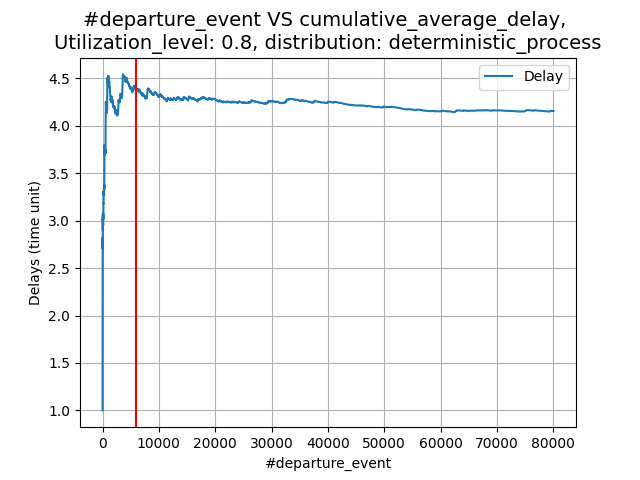 #departure_event VS cumulative_average_delay,
Utilization_level: 0.8, distribution: deterministic_process
Delay
4.5
4.0
3.5
3.0
2.5
2.0
1.5
1.0
Delays (time unit)
0 10000 20000 30000 40000 50000 60000 70000 80000
#departure_event